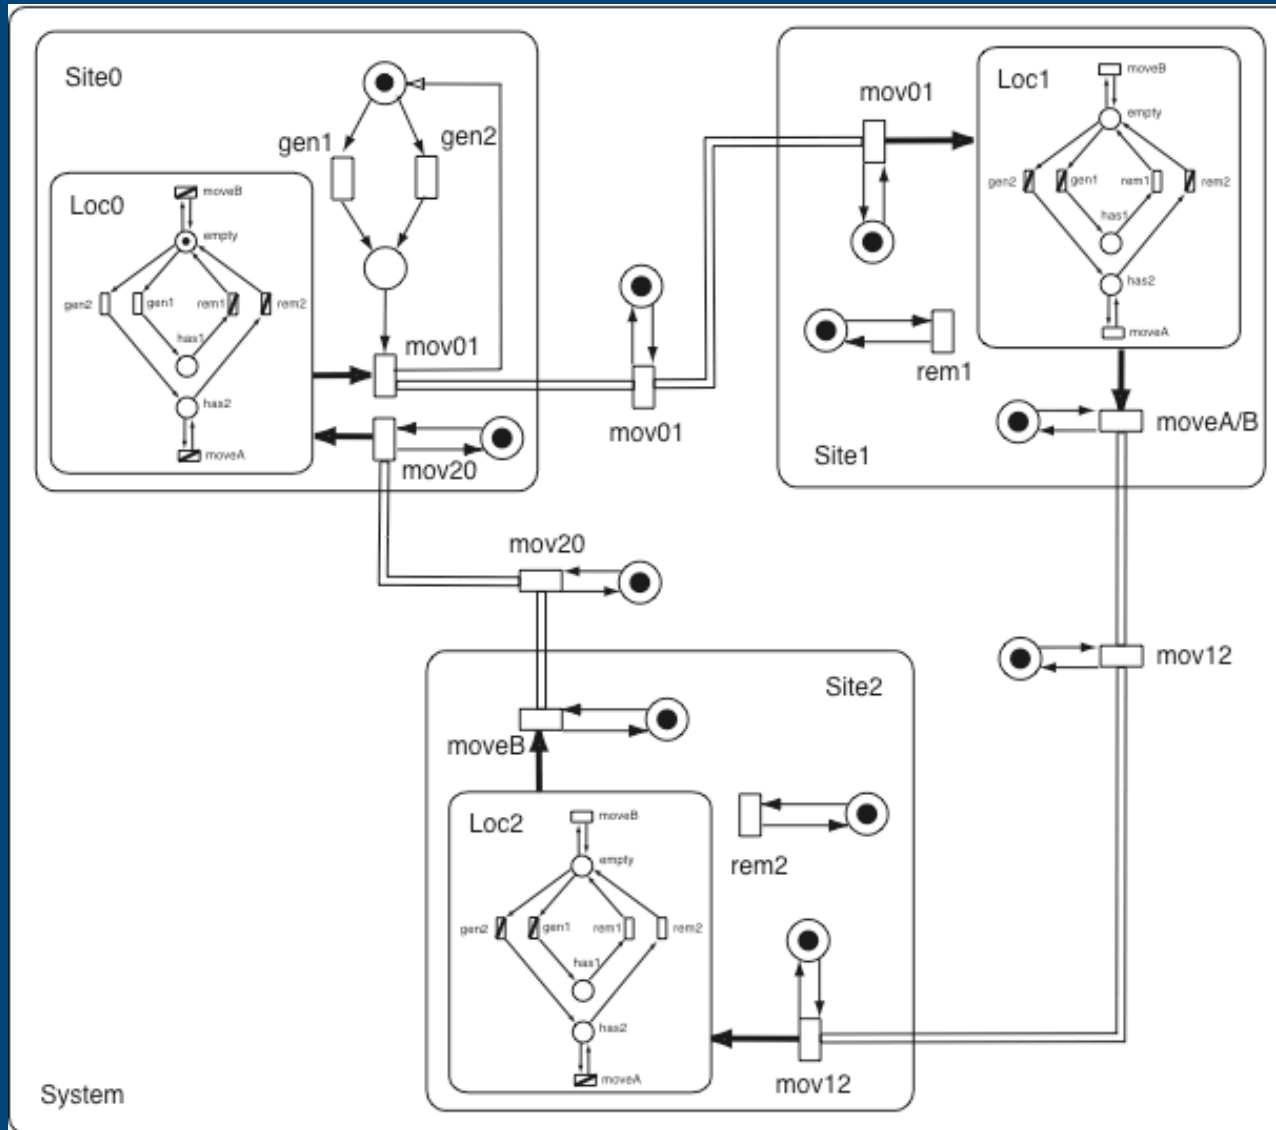 Site0
gen1
gen2
Loc0
moveB
empty
gen2
gen1
rem1
rem2
has1
has2
moveA
mov01
mov20
mov01
mov01
Loc1
moveB
empty
gen2
gen1
rem1
rem2
has1
has2
moveA
rem1
moveA/B
Site1
mov20
mov12
Site2
moveB
Loc2
moveB
empty
gen2
gen1
rem1
rem2
has1
has2
moveA
rem2
mov12
System